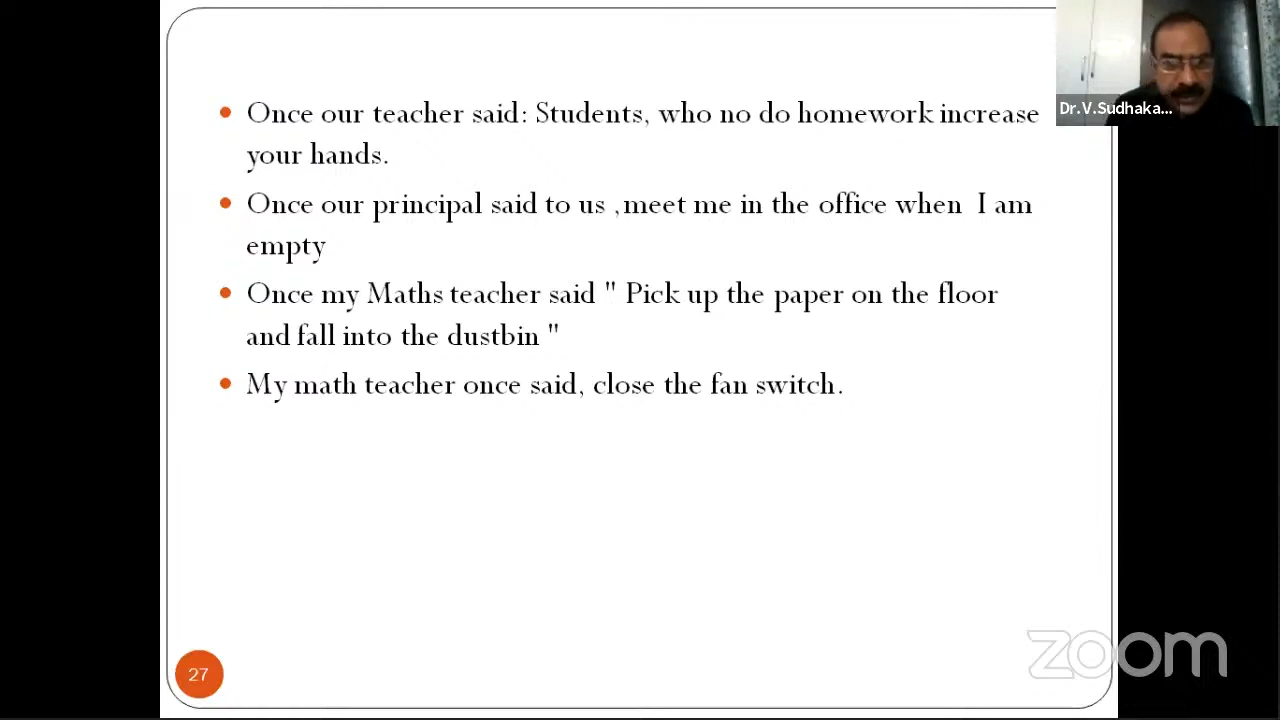 Dr.V.Sudhaka...
Once our teacher said: Students, who no do homework increase
your hands.
Once our principal said to us ,meet me in the office when I am
empty
Once my Maths teacher said " Pick up the paper on the floor
and fall into the dustbin "
My math teacher once said, close the fan switch.
27
zoom